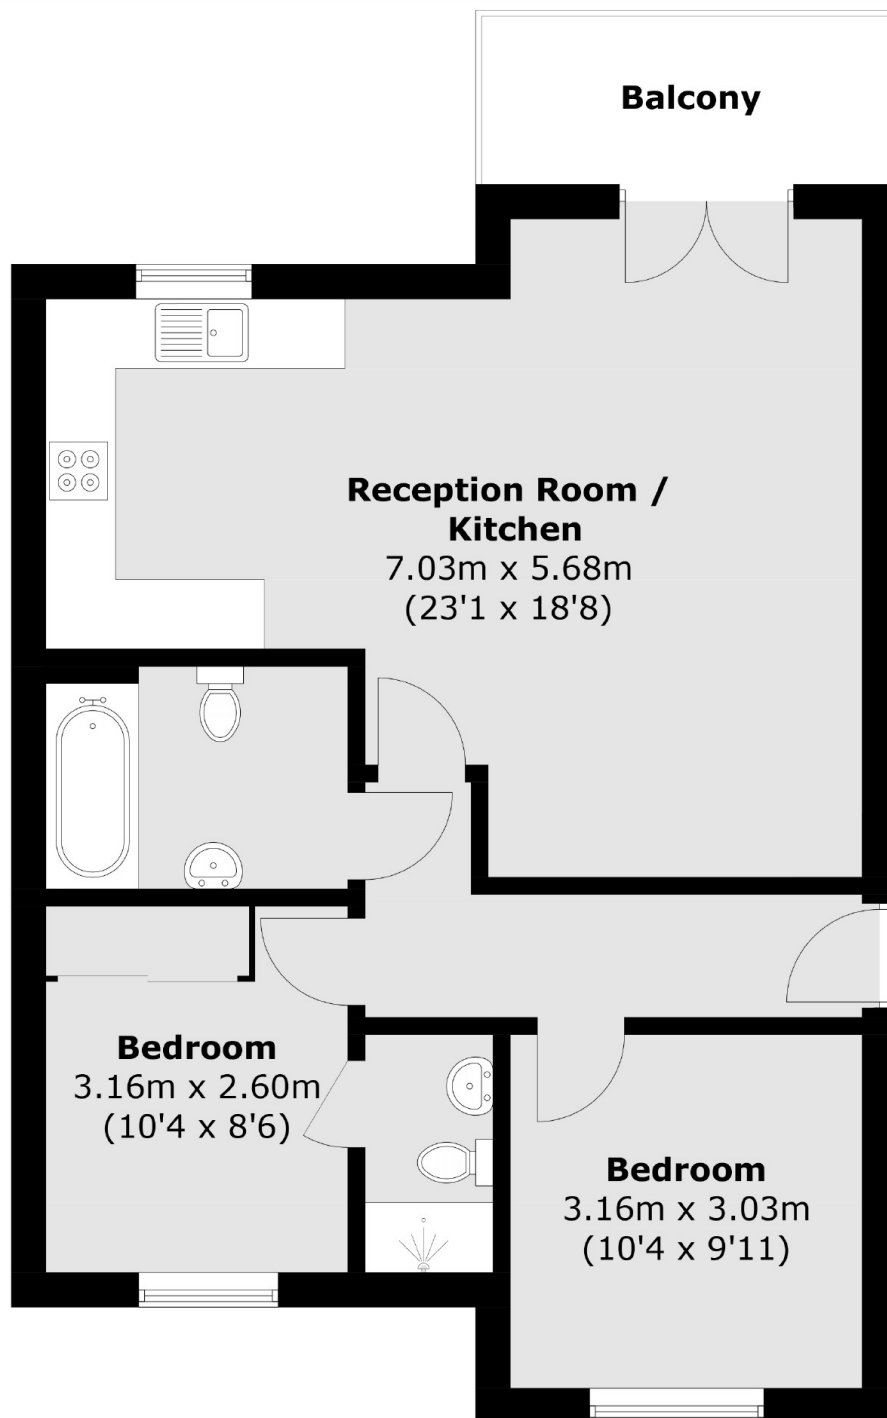 Balcony
Reception Room /
Kitchen
7.03m x 5.68m
(23'1 x 18'8)
Bedroom
3.16m x 2.60m
(10'4 x 8'6)
Bedroom
3.16m x 3.03m
(10'4 x 9'11)